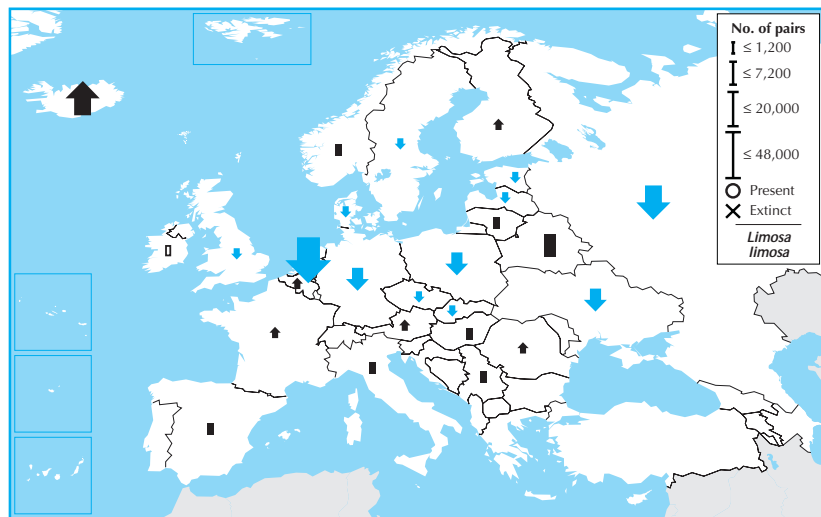 No. of pairs
≤ 1,200
≤ 7,200
≤ 20,000
≤ 48,000
Present
Extinct
Limosa
limosa